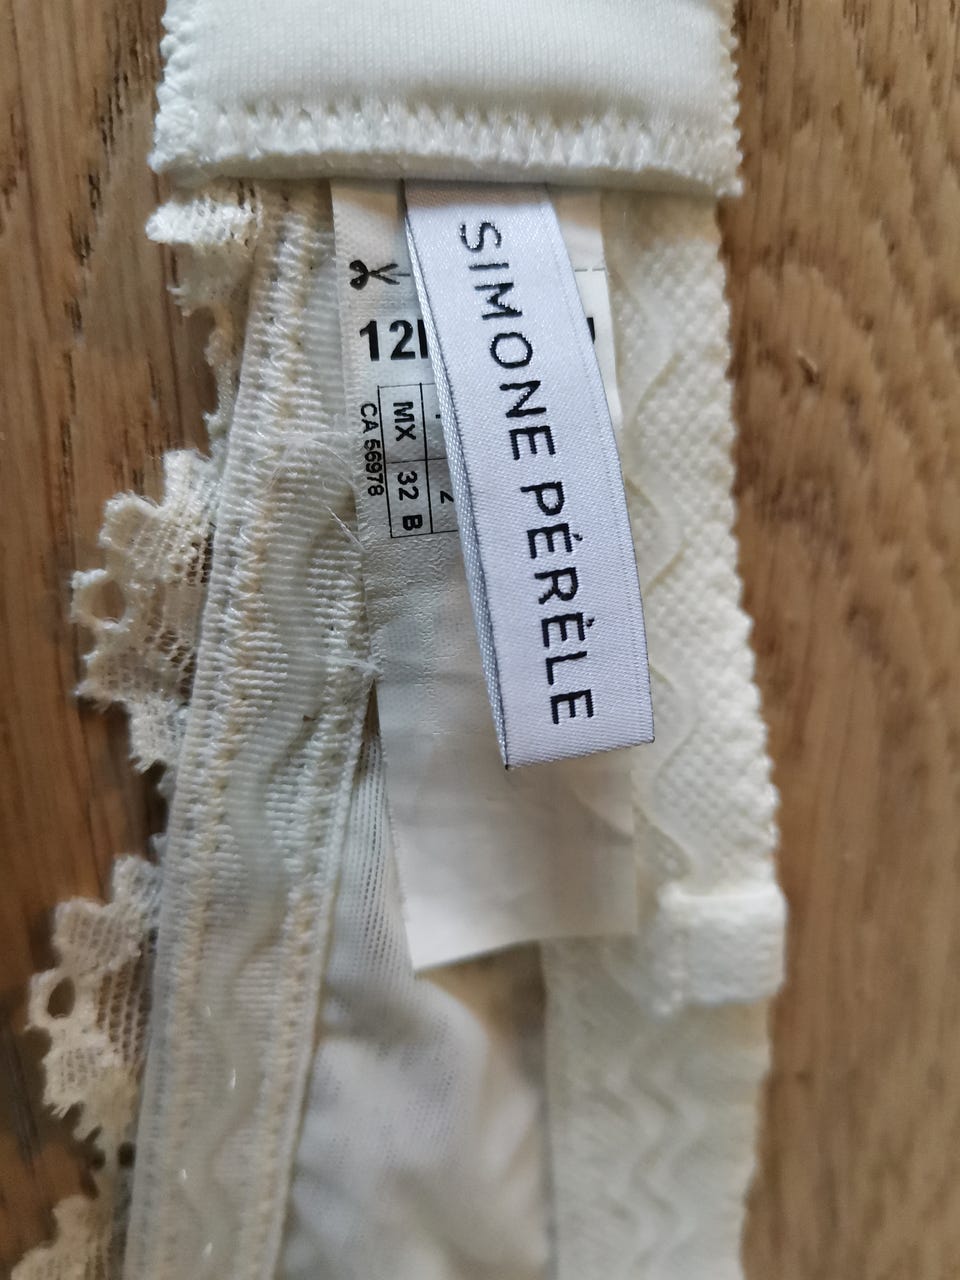 SIMONE PÉRÈLE
12
MX 32 B
CA 56978